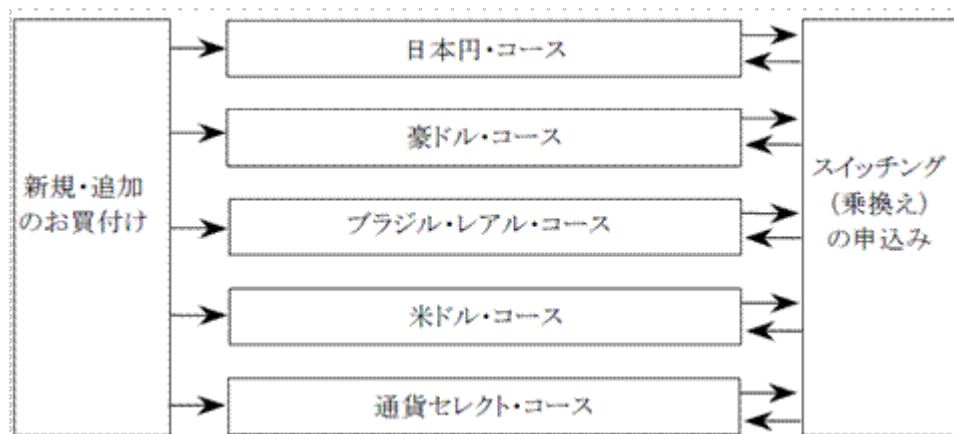 新規・追加
のお買付け
日本円・コース
豪ドル・コース
ブラジル・レアル・コース
米ドル・コース
通貨セレクト・コース
スイッチング
(乗換え)
の申込み